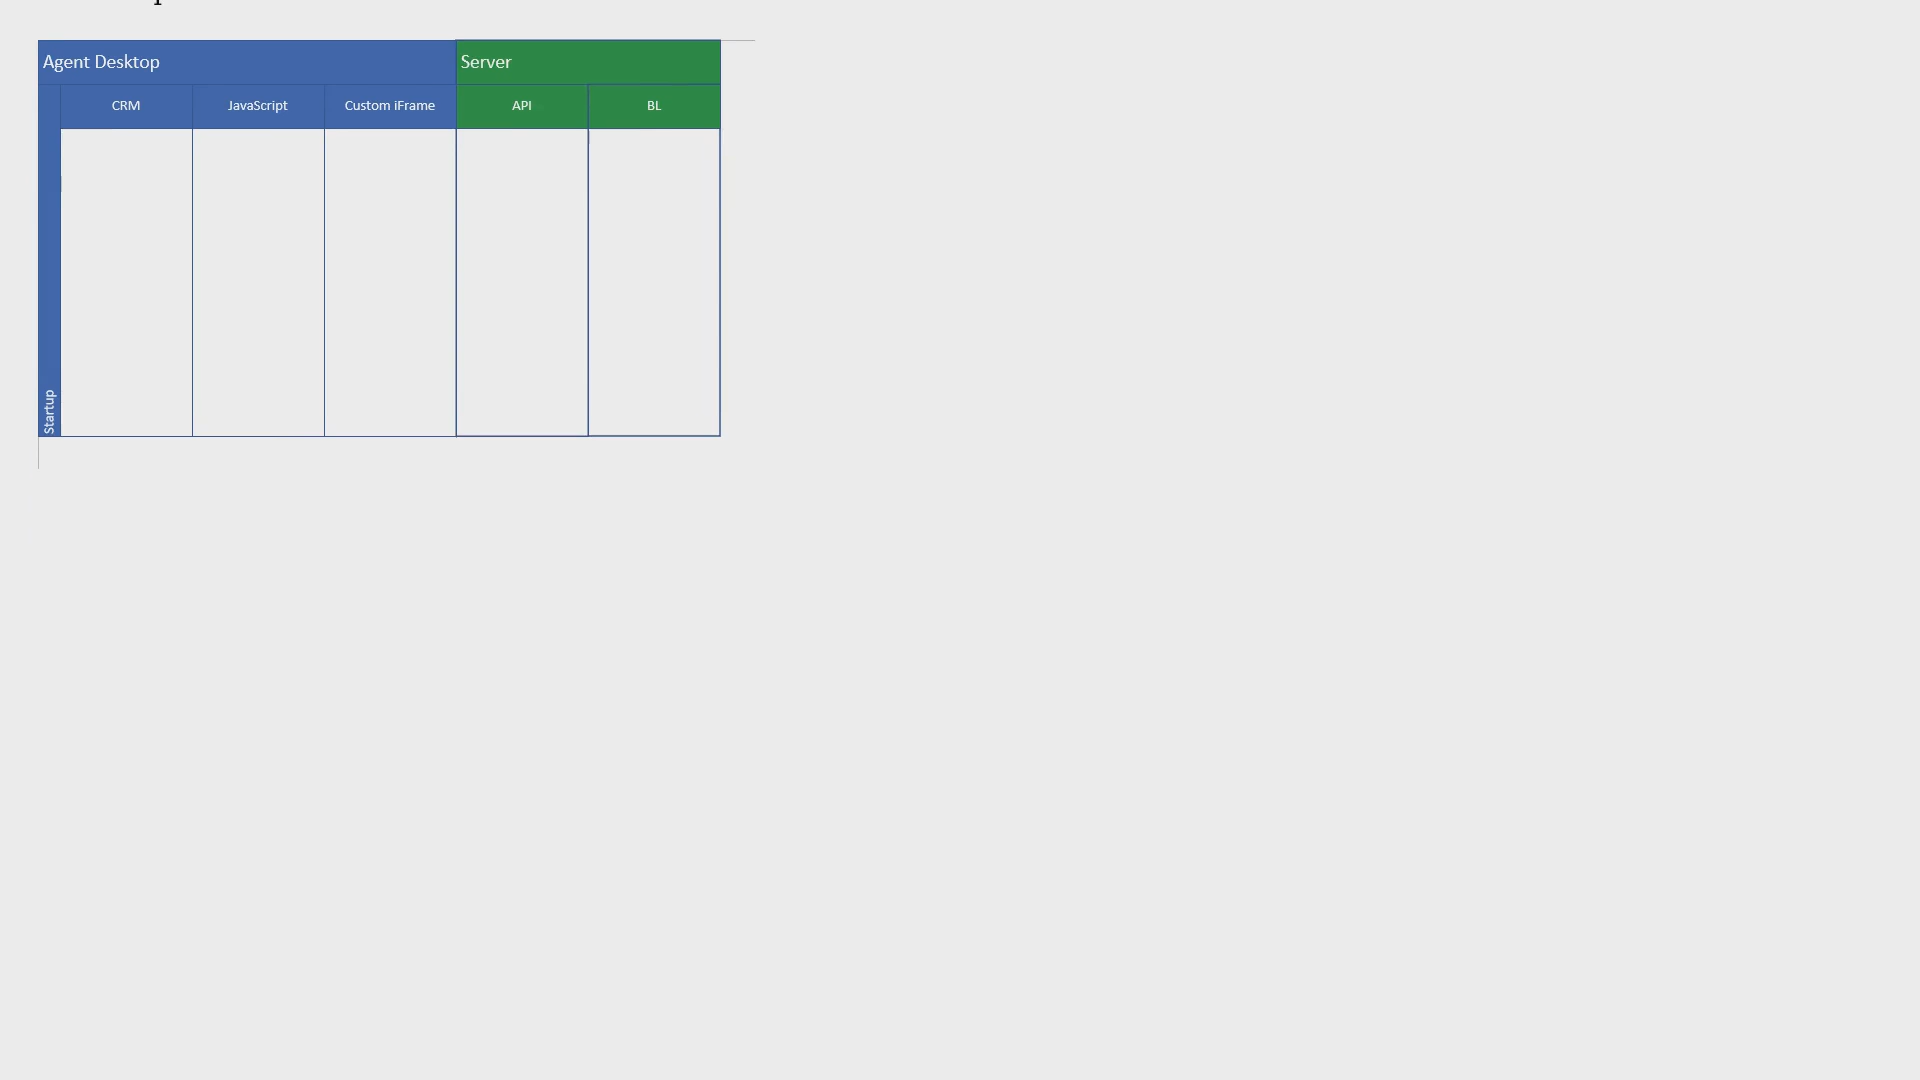 Agent Desktop
Server
CRM
JavaScript
Custom iFrame
API
BL
Startup